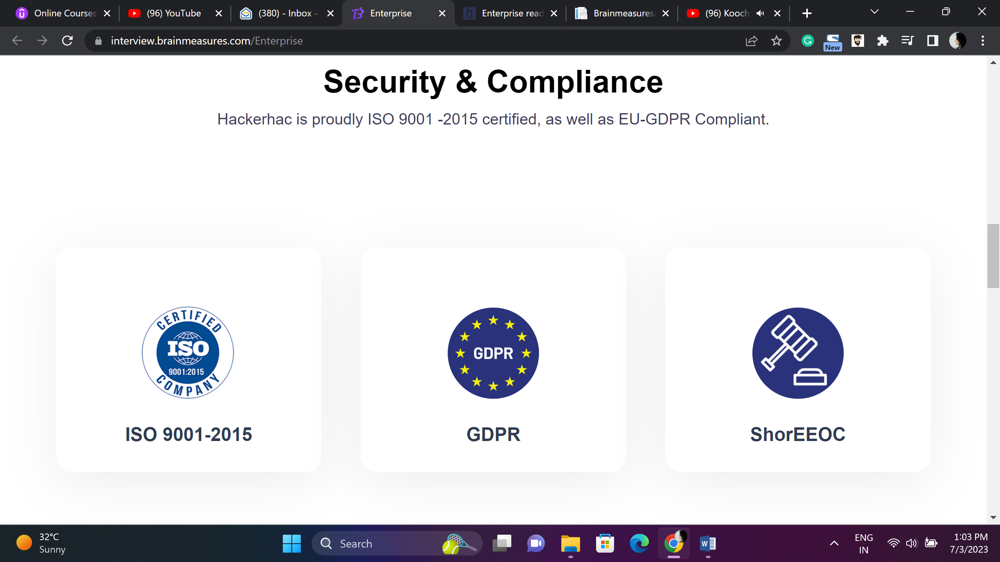 Online Courses
(96) YouTube
(380) - Inbox -
Enterprise
Enterprise read
Brainmeasures
(96) Kooch
interview.brainmeasures.com/Enterprise
New
Security & Compliance
Hackerhac is proudly ISO 9001 -2015 certified, as well as EU-GDPR Compliant.
CERTIFIED
ISO
9001:2015
COMPANY
GDPR
ISO 9001-2015
GDPR
ShorEEOC
32°C
Sunny
Search
ENG
IN
1:03 PM
7/3/2023